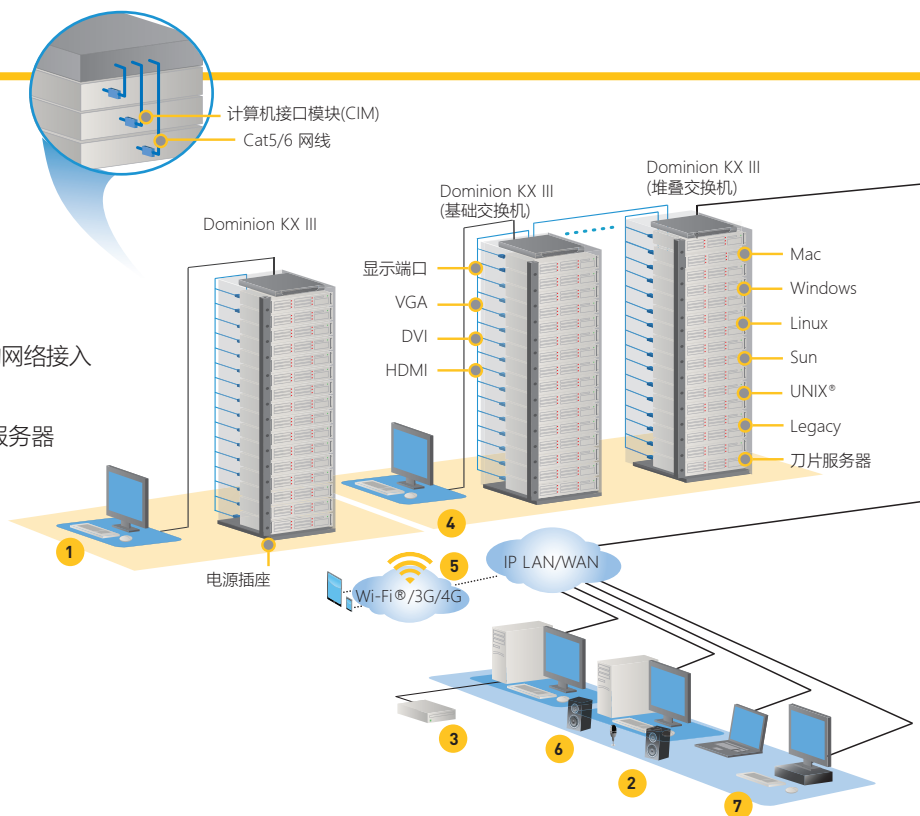 计算机接口模块(CIM)
Cat5/6 网线
Dominion KX III
Dominion KX III
(基础交换机)
Dominion KX III
(堆叠交换机)
显示端口
VGA
DVI
HDMI
Mac
Windows
Linux
Sun
UNIX®
Legacy
刀片服务器
网络接入
服务器
1
电源插座
4
5
Wi-Fi®/3G/4G
IP LAN/WAN
3
6
2
7